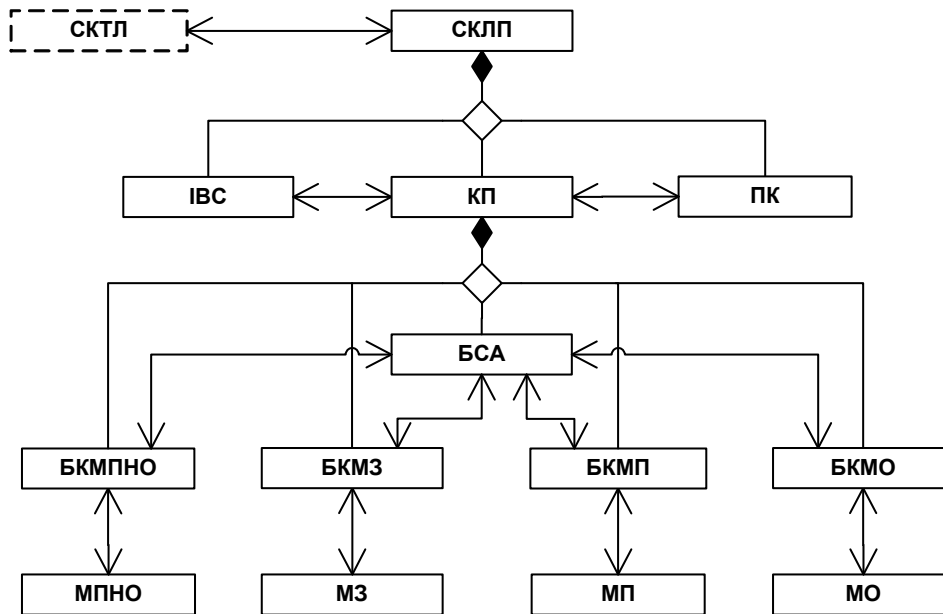 СКТЛ
СКЛП
ІВС
КП
ПК
БСА
БКМПНО
БКМЗ
БКМП
БКМО
МПНО
МЗ
МП
МО